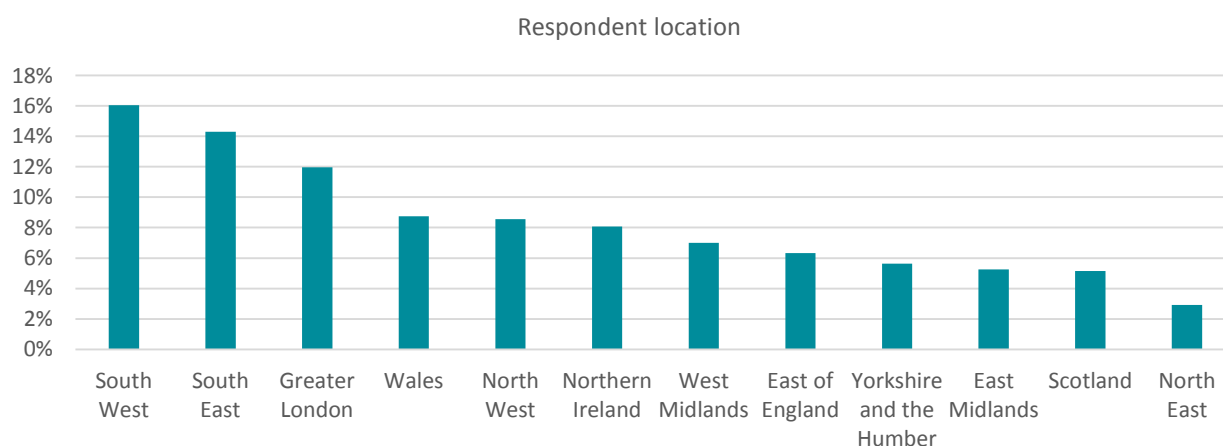 Respondent location
18%
16%
14%
12%
10%
8%
6%
4%
2%
0%
South West
South East
Greater London
Wales
North West
Northern Ireland
West Midlands
East of England
Yorkshire and the Humber
East Midlands
Scotland
North East